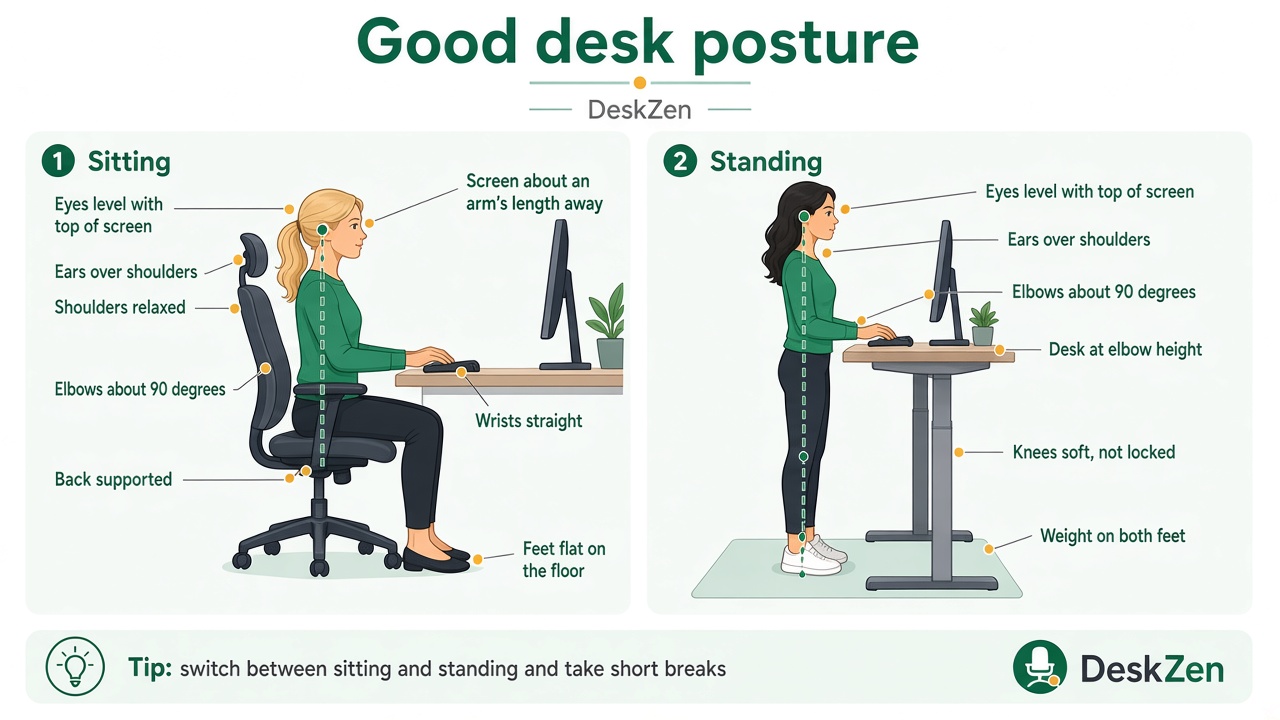 Good desk posture
DeskZen
1 Sitting
Eyes level with
top of screen
Ears over shoulders
Shoulders relaxed
Elbows about 90 degrees
Back supported
Screen about an
arm's length away
Wrists straight
Feet flat on
the floor
2 Standing
Eyes level with top of screen
Ears over shoulders
Elbows about 90 degrees
Desk at elbow height
Knees soft, not locked
Weight on both feet
Tip: switch between sitting and standing and take short breaks
DeskZen